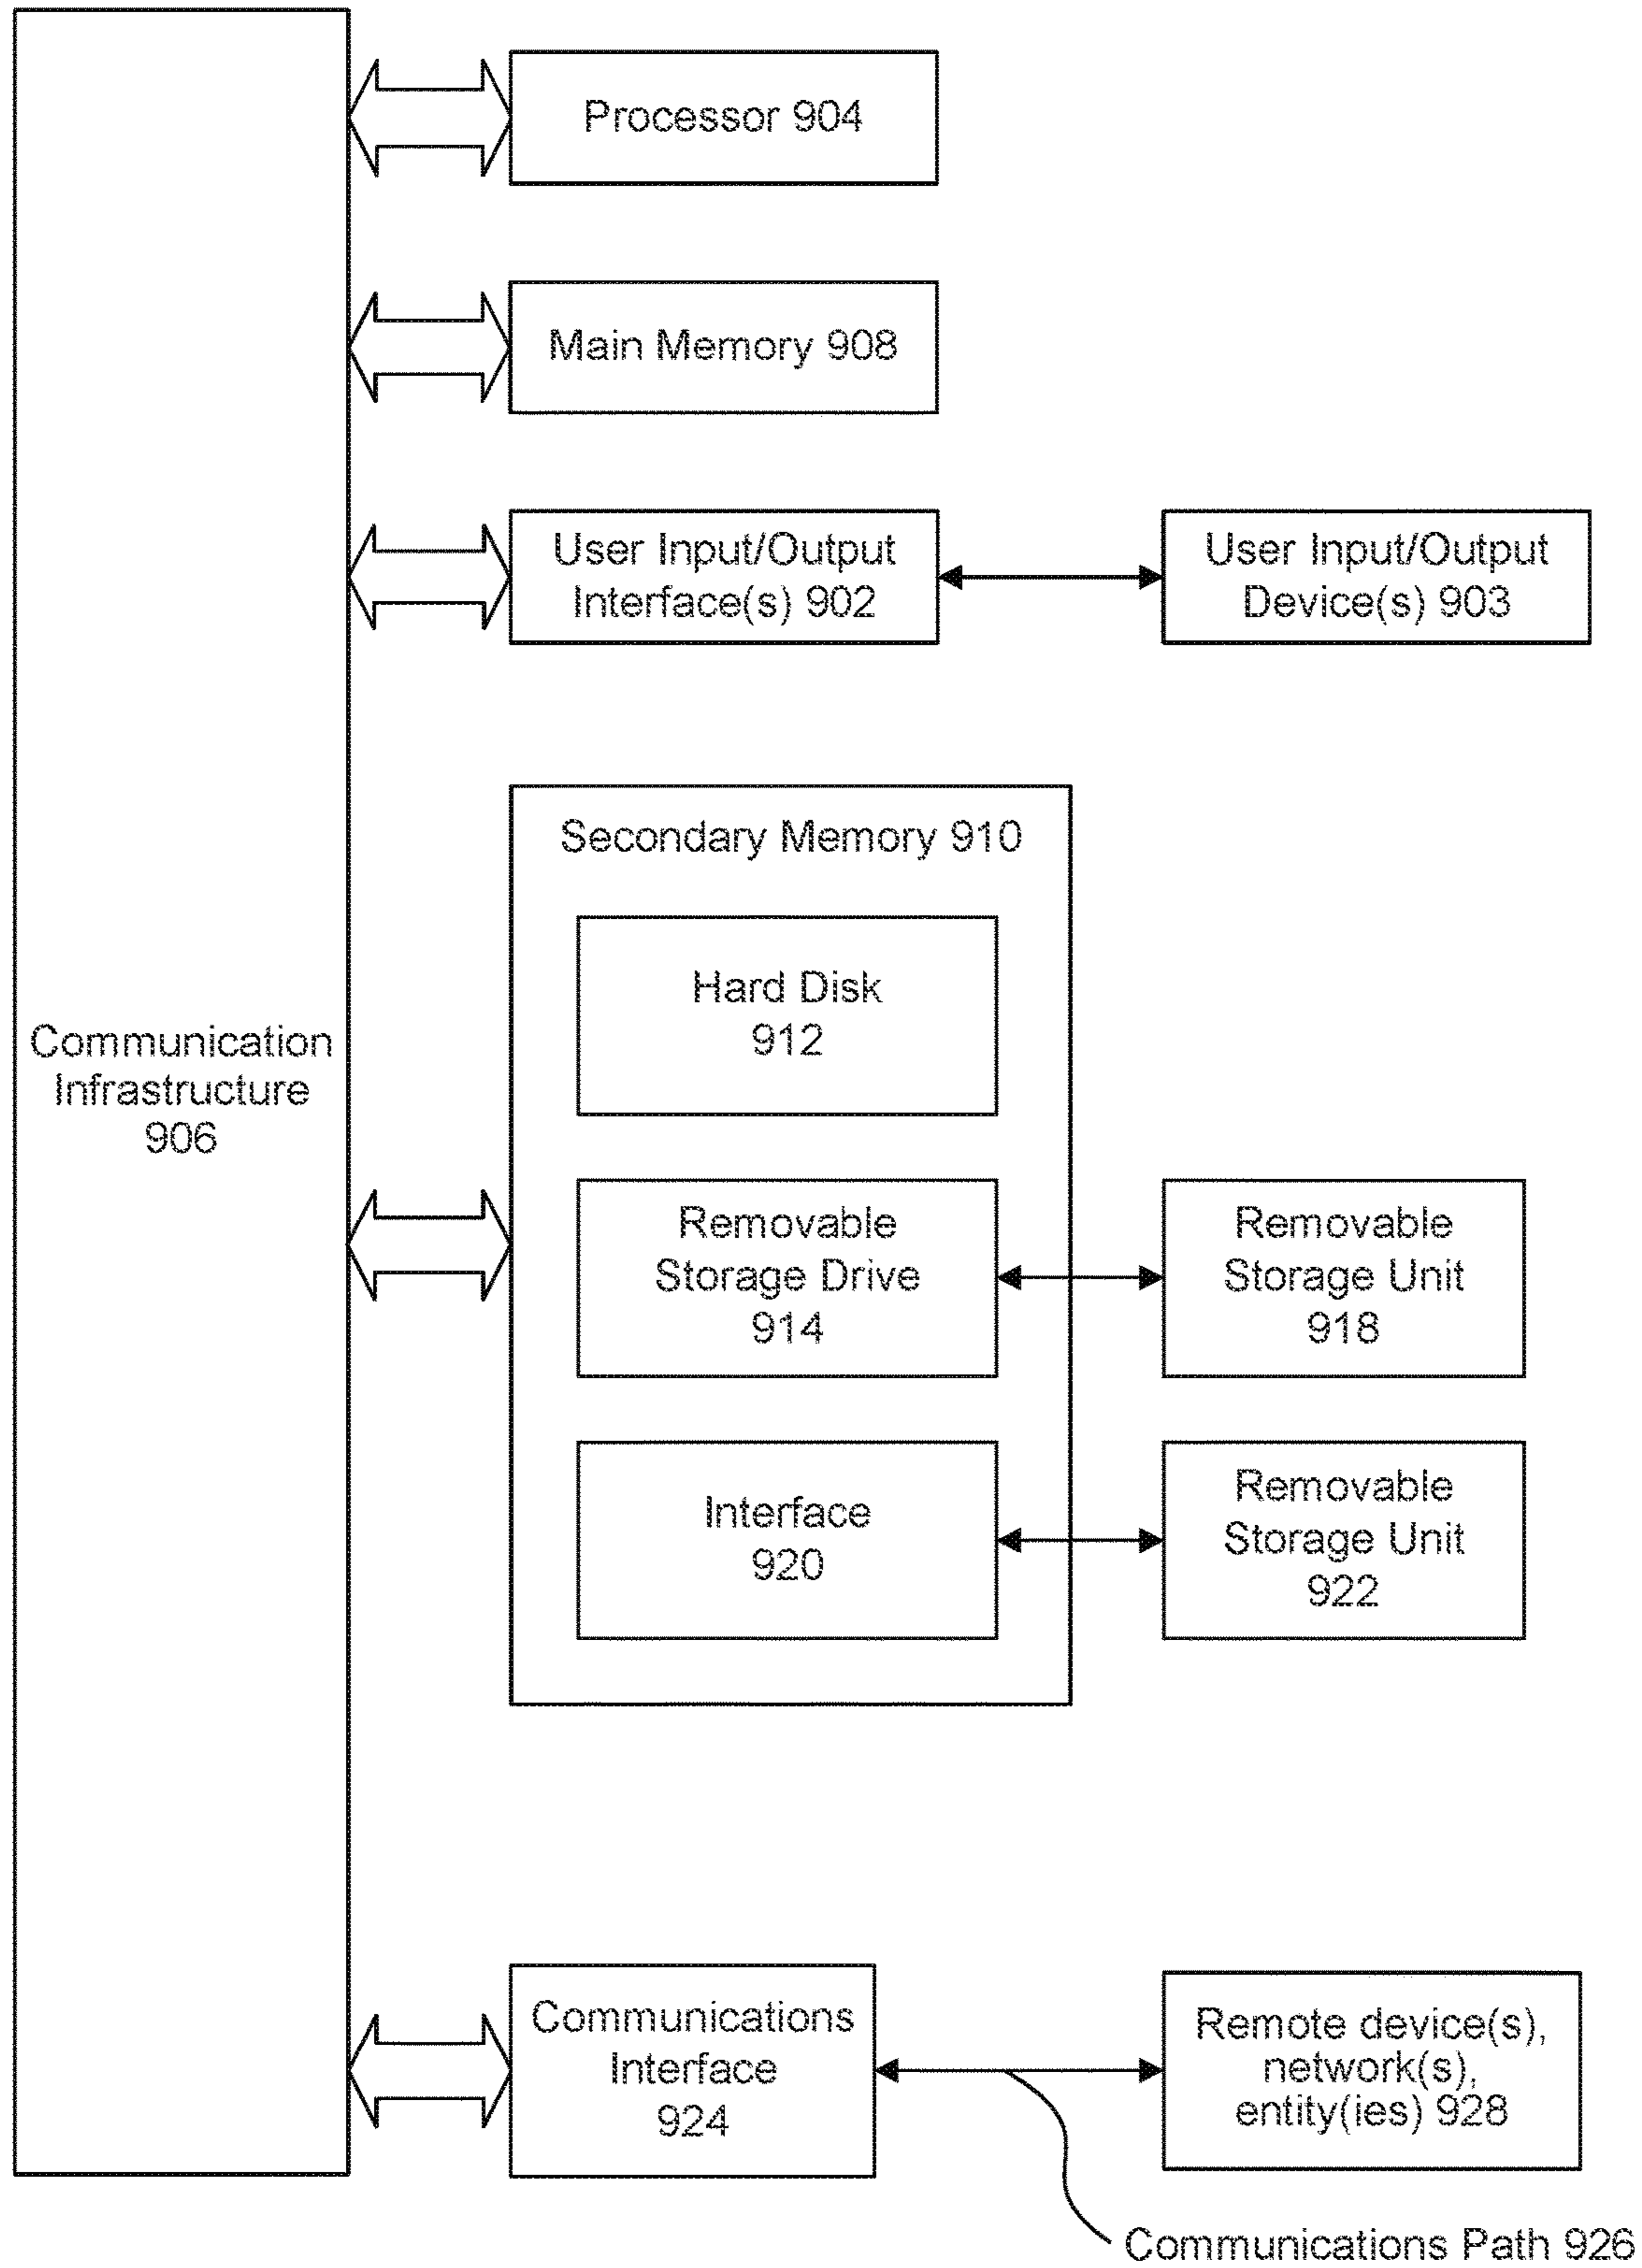 Processor 904
Main Memory 908
User Input/Output
Interface(s) 902
User Input/Output
Device(s) 903
Secondary Memory 910
Hard Disk
912
Communication
Infrastructure
906
Removable
Storage Drive
914
Removable
Storage Unit
918
Interface
920
Removable
Storage Unit
922
Communications
Interface
924
Remote device(s),
network(s),
entity(ies) 928
Communications Path 926